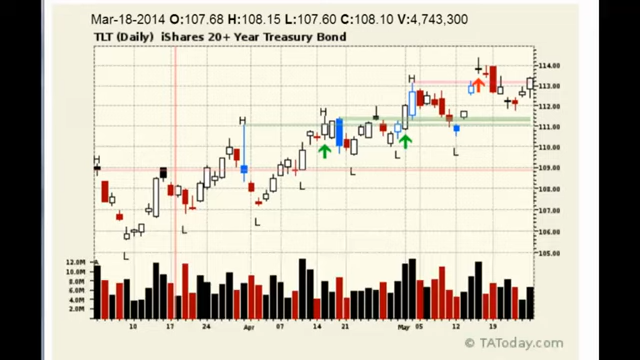 Mar-18-2014 O:107.68 H:108.15 L:107.60 C:108.10 V:4,743,300
TLT (Daily) iShares 20+ Year Treasury Bond
H
H
H
H
L
L
L
L
L
L
L
114.00
113.00
112.00
111.00
110.00
109.00
108.00
107.00
106.00
105.00
12.0M
10.0M
8.0M
6.0M
4.0M
10 17 24 Apr 07 14 21 May 05 12 19
© TAToday.com